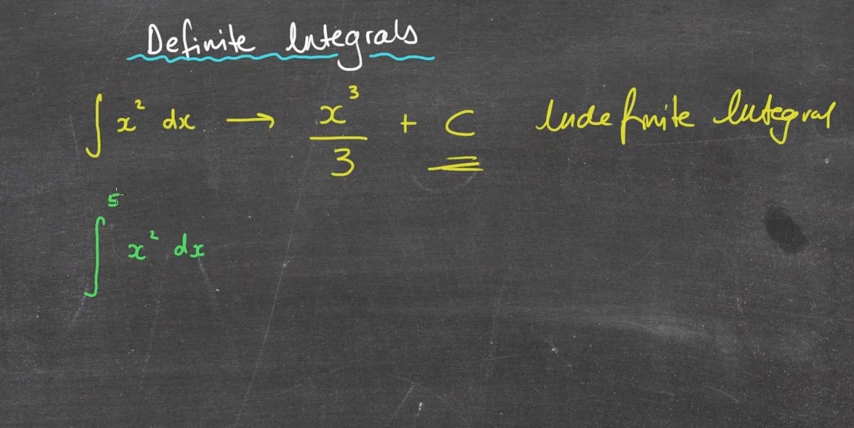 Definite Integrals
∫ x² dx → x³/3 + C Indefinite Integral
∫⁵ x² dx